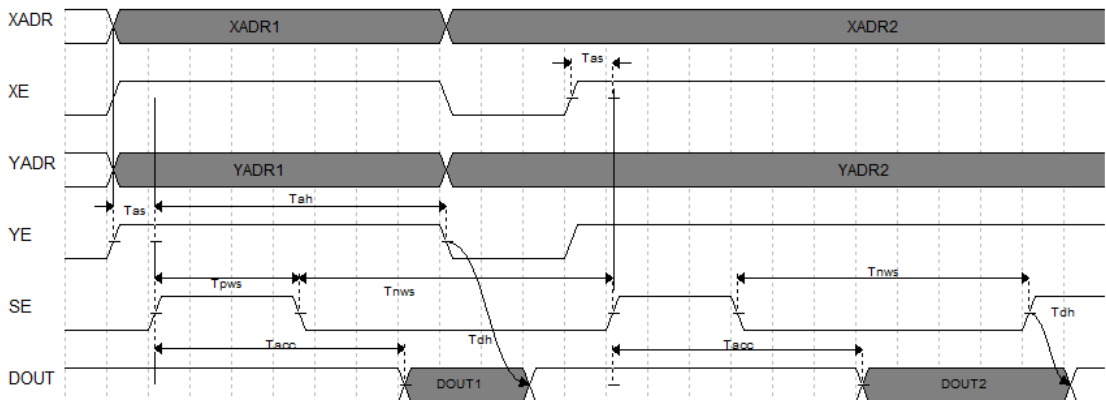 XADR
XADR1
XADR2
Tas
XE
YADR
YADR1
YADR2
Tas
Tah
YE
Tpws
Tnws
Tnws
SE
Tdh
Tdh
Tacc
Tacc
DOUT
DOUT1
DOUT2